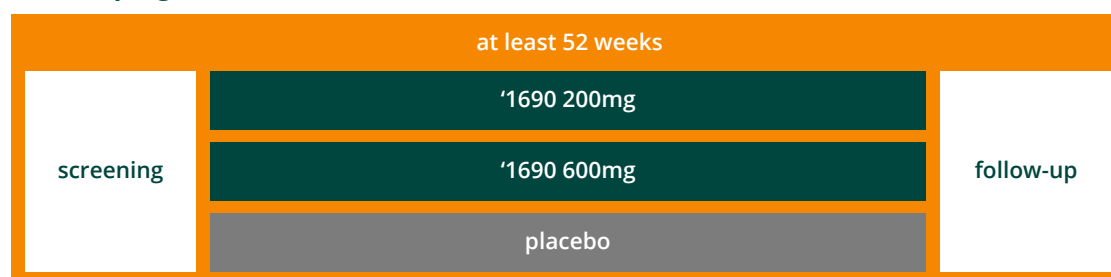 at least 52 weeks
‘1690 200mg
screening
‘1690 600mg
follow-up
placebo